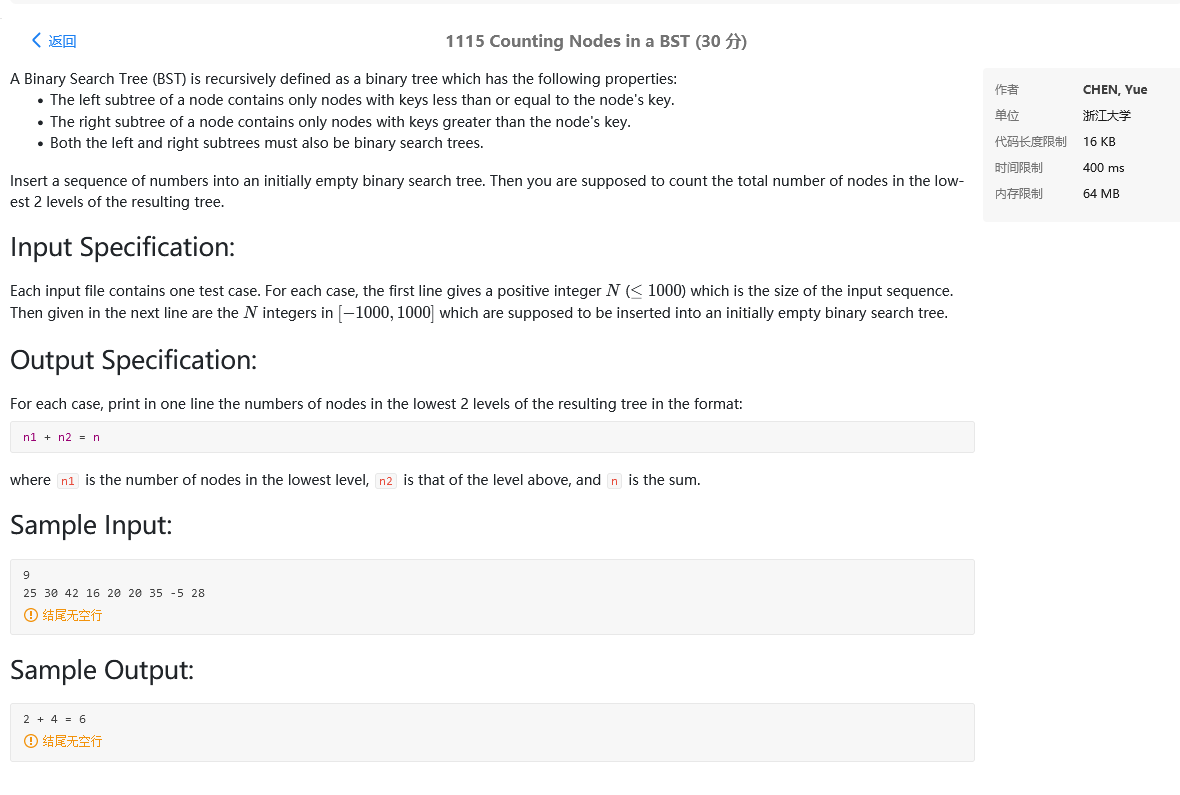 返回
1115 Counting Nodes in a BST (30 分)
A Binary Search Tree (BST) is recursively defined as a binary tree which has the following properties:
• The left subtree of a node contains only nodes with keys less than or equal to the node's key.
• The right subtree of a node contains only nodes with keys greater than the node's key.
• Both the left and right subtrees must also be binary search trees.
Insert a sequence of numbers into an initially empty binary search tree. Then you are supposed to count the total number of nodes in the low-
est 2 levels of the resulting tree.
作者 CHEN, Yue
单位 浙江大学
代码长度限制 16 KB
时间限制 400 ms
内存限制 64 MB
Input Specification:
Each input file contains one test case. For each case, the first line gives a positive integer N (≤ 1000) which is the size of the input sequence.
Then given in the next line are the N integers in [−1000, 1000] which are supposed to be inserted into an initially empty binary search tree.
Output Specification:
For each case, print in one line the numbers of nodes in the lowest 2 levels of the resulting tree in the format:
n1 + n2 = n
where n1 is the number of nodes in the lowest level, n2 is that of the level above, and n is the sum.
Sample Input:
9
25 30 42 16 20 20 35 -5 28
结尾无空行
Sample Output:
2 + 4 = 6
结尾无空行